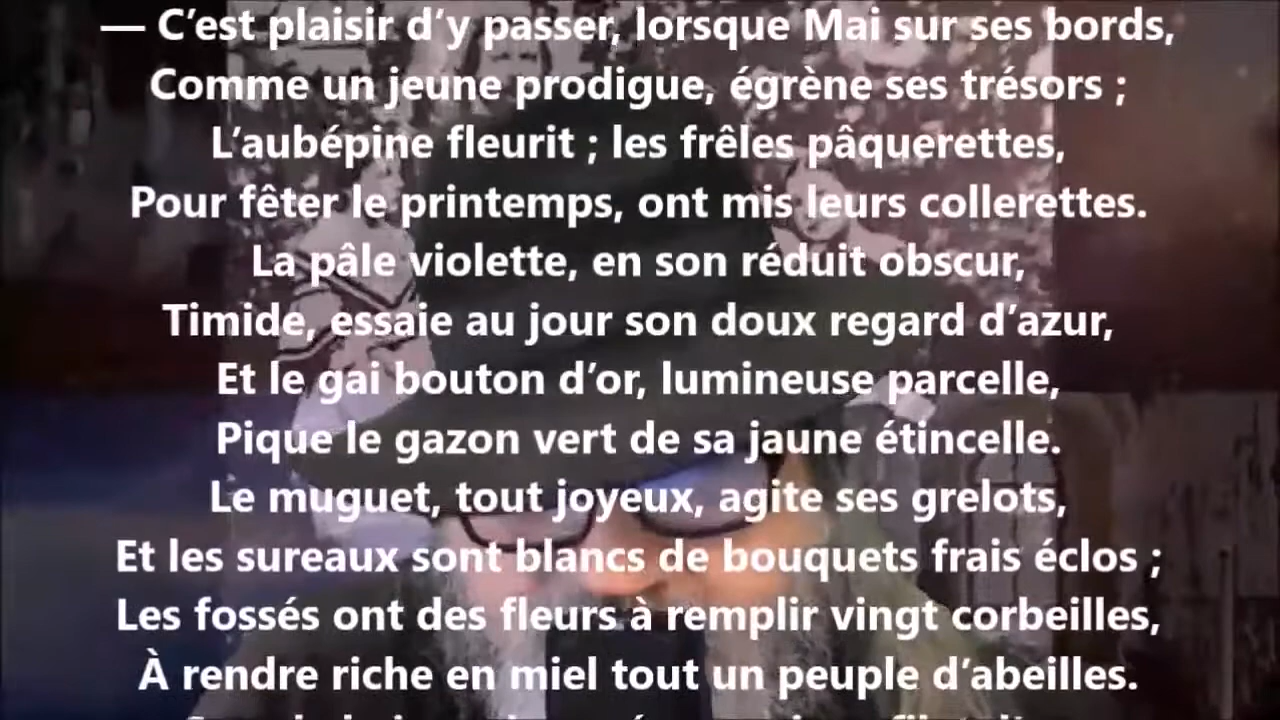 — C’est plaisir d’y passer, lorsque Mai sur ses bords,
Comme un jeune prodigue, égrène ses trésors ;
L’aubépine fleurit ; les frêles pâquerettes,
Pour fêter le printemps, ont mis leurs collerettes.
La pâle violette, en son réduit obscur,
Timide, essaie au jour son doux regard d’azur,
Et le gai bouton d’or, lumineuse parcelle,
Pique le gazon vert de sa jaune étincelle.
Le muguet, tout joyeux, agite ses grelots,
Et les sureaux sont blancs de bouquets frais éclos ;
Les fossés ont des fleurs à remplir vingt corbeilles,
À rendre riche en miel tout un peuple d’abeilles.